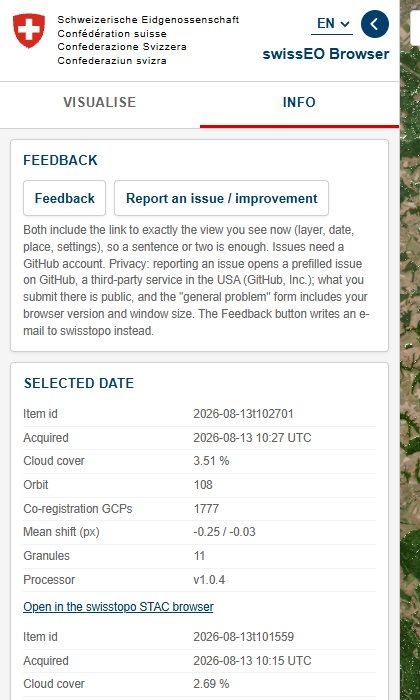 Schweizerische Eidgenossenschaft
Confédération suisse
Confederazione Svizzera
Confederaziun svizra
EN
swissEO Browser
VISUALISE
INFO
FEEDBACK
Feedback
Report an issue / improvement
Both include the link to exactly the view you see now (layer, date,
place, settings), so a sentence or two is enough. Issues need a
GitHub account. Privacy: reporting an issue opens a prefilled issue
on GitHub, a third-party service in the USA (GitHub, Inc.); what you
submit there is public, and the "general problem" form includes your
browser version and window size. The Feedback button writes an e-
mail to swisstopo instead.
SELECTED DATE
Item id 2026-08-13t102701
Acquired 2026-08-13 10:27 UTC
Cloud cover 3.51 %
Orbit 108
Co-registration GCPs 1777
Mean shift (px) -0.25 / -0.03
Granules 11
Processor v1.0.4
Open in the swisstopo STAC browser
Item id 2026-08-13t101559
Acquired 2026-08-13 10:15 UTC
Cloud cover 2.69 %